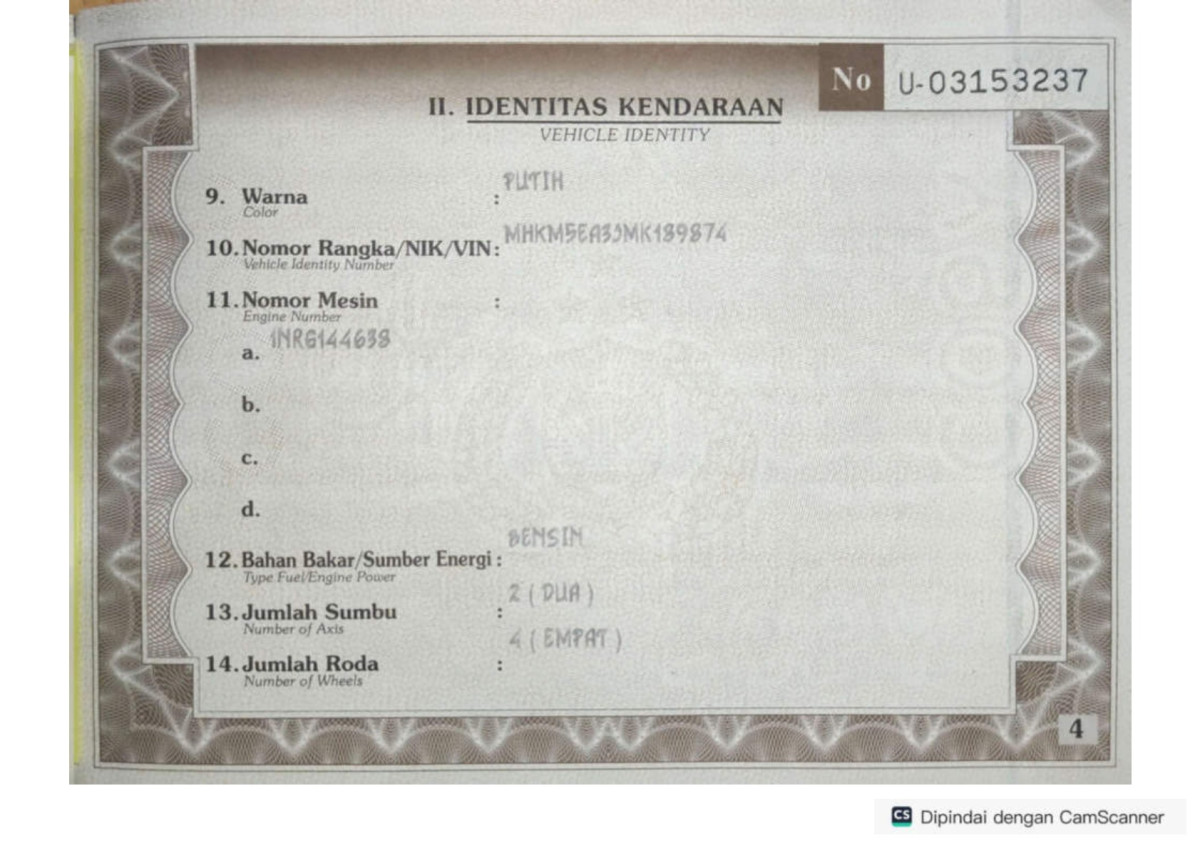 No U-03153237
II. IDENTITAS KENDARAAN
VEHICLE IDENTITY
9. Warna : PUTIH
Color
10. Nomor Rangka/NIK/VIN : MHKM5EA3JMK189874
Vehicle Identity Number
11. Nomor Mesin :
Engine Number
a. 1NRG144638
b.
c.
d.
12. Bahan Bakar/Sumber Energi : BENSIN
Type Fuel/Engine Power
13. Jumlah Sumbu : 2 ( DUA )
Number of Axis
14. Jumlah Roda : 4 ( EMPAT )
Number of Wheels
4
CS Dipindai dengan CamScanner